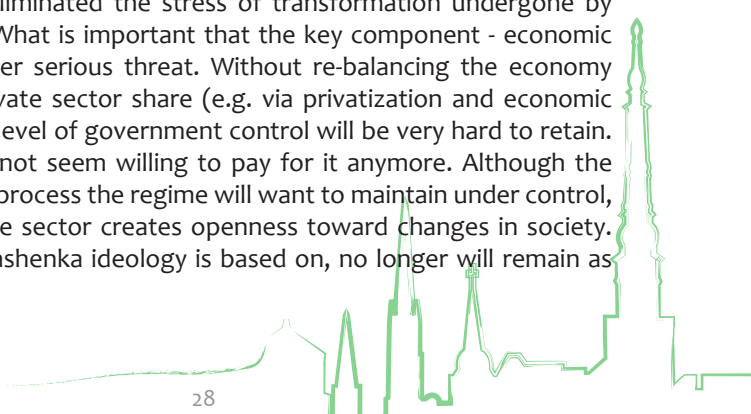 eliminated the stress of transformation undergone by
What is important that the key component - economic
er serious threat. Without re-balancing the economy
vate sector share (e.g. via privatization and economic
level of government control will be very hard to retain.
not seem willing to pay for it anymore. Although the
process the regime will want to maintain under control,
e sector creates openness toward changes in society.
ashenka ideology is based on, no longer will remain as
28